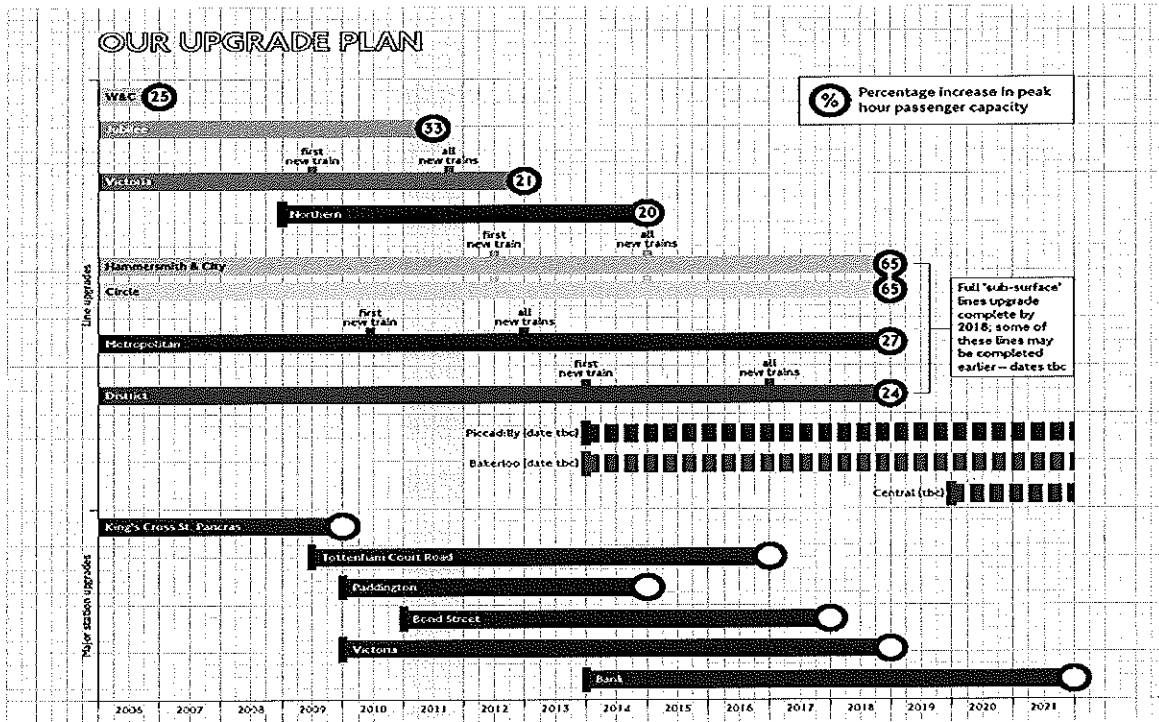 OUR UPGRADE PLAN
W&C 25
% Percentage increase in peak
hour passenger capacity
Jubilee 33
first
new train
all
new trains
Victoria 21
Northern 20
first
new train
all
new trains
Hammersmith & City 65
Circle 65
first
new train
all
new trains
Metropolitan 27
first
new train
all
new trains
District 24
Full 'sub-surface'
lines upgrade
complete by
2018; some of
these lines may
be completed
earlier – dates tbc
Line upgrades
Piccadilly (date tbc)
Bakerloo (date tbc)
Central (tbc)
King's Cross St. Pancras
Tottenham Court Road
Paddington
Bond Street
Victoria
Bank
Major station upgrades
2006 2007 2008 2009 2010 2011 2012 2013 2014 2015 2016 2017 2018 2019 2020 2021